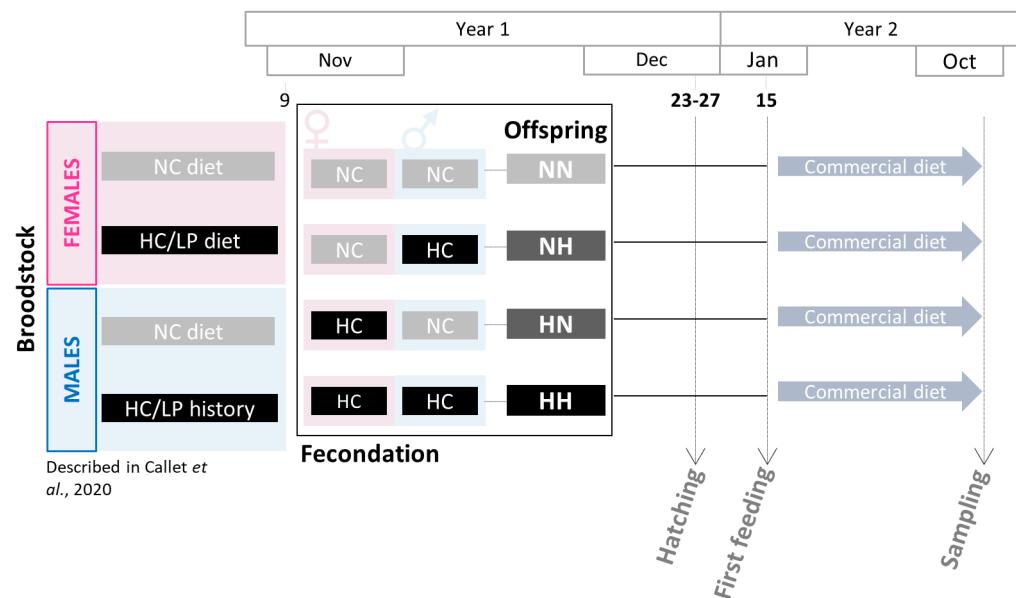 Year 1
Year 2
Nov
Dec
Jan
Oct
9
23-27
15
Broodstock
FEMALES
NC diet
HC/LP diet
MALES
NC diet
HC/LP history
Described in Callet et
al., 2020
♀
♂
Offspring
NC
NC
NN
NC
HC
NH
HC
NC
HN
HC
HC
HH
Fecondation
Commercial diet
Commercial diet
Commercial diet
Commercial diet
Hatching
First feeding
Sampling